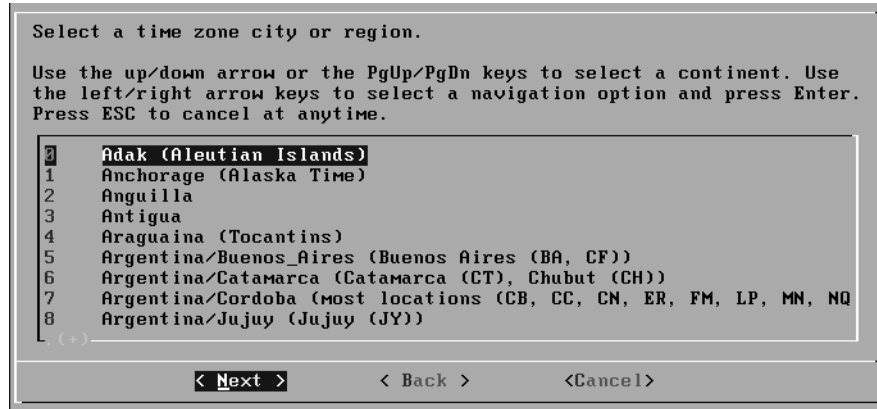 Select a time zone city or region.
Use the up/down arrow or the PgUp/PgDn keys to select a continent. Use
the left/right arrow keys to select a navigation option and press Enter.
Press ESC to cancel at anytime.
0 Adak (Aleutian Islands)
1 Anchorage (Alaska Time)
2 Anguilla
3 Antigua
4 Araguaina (Tocantins)
5 Argentina/Buenos_Aires (Buenos Aires (BA, CF))
6 Argentina/Catamarca (Catamarca (CT), Chubut (CH))
7 Argentina/Cordoba (most locations (CB, CC, CN, ER, FM, LP, MN, NQ
8 Argentina/Jujuy (Jujuy (JY))
.(+)
< Next > < Back > <Cancel>